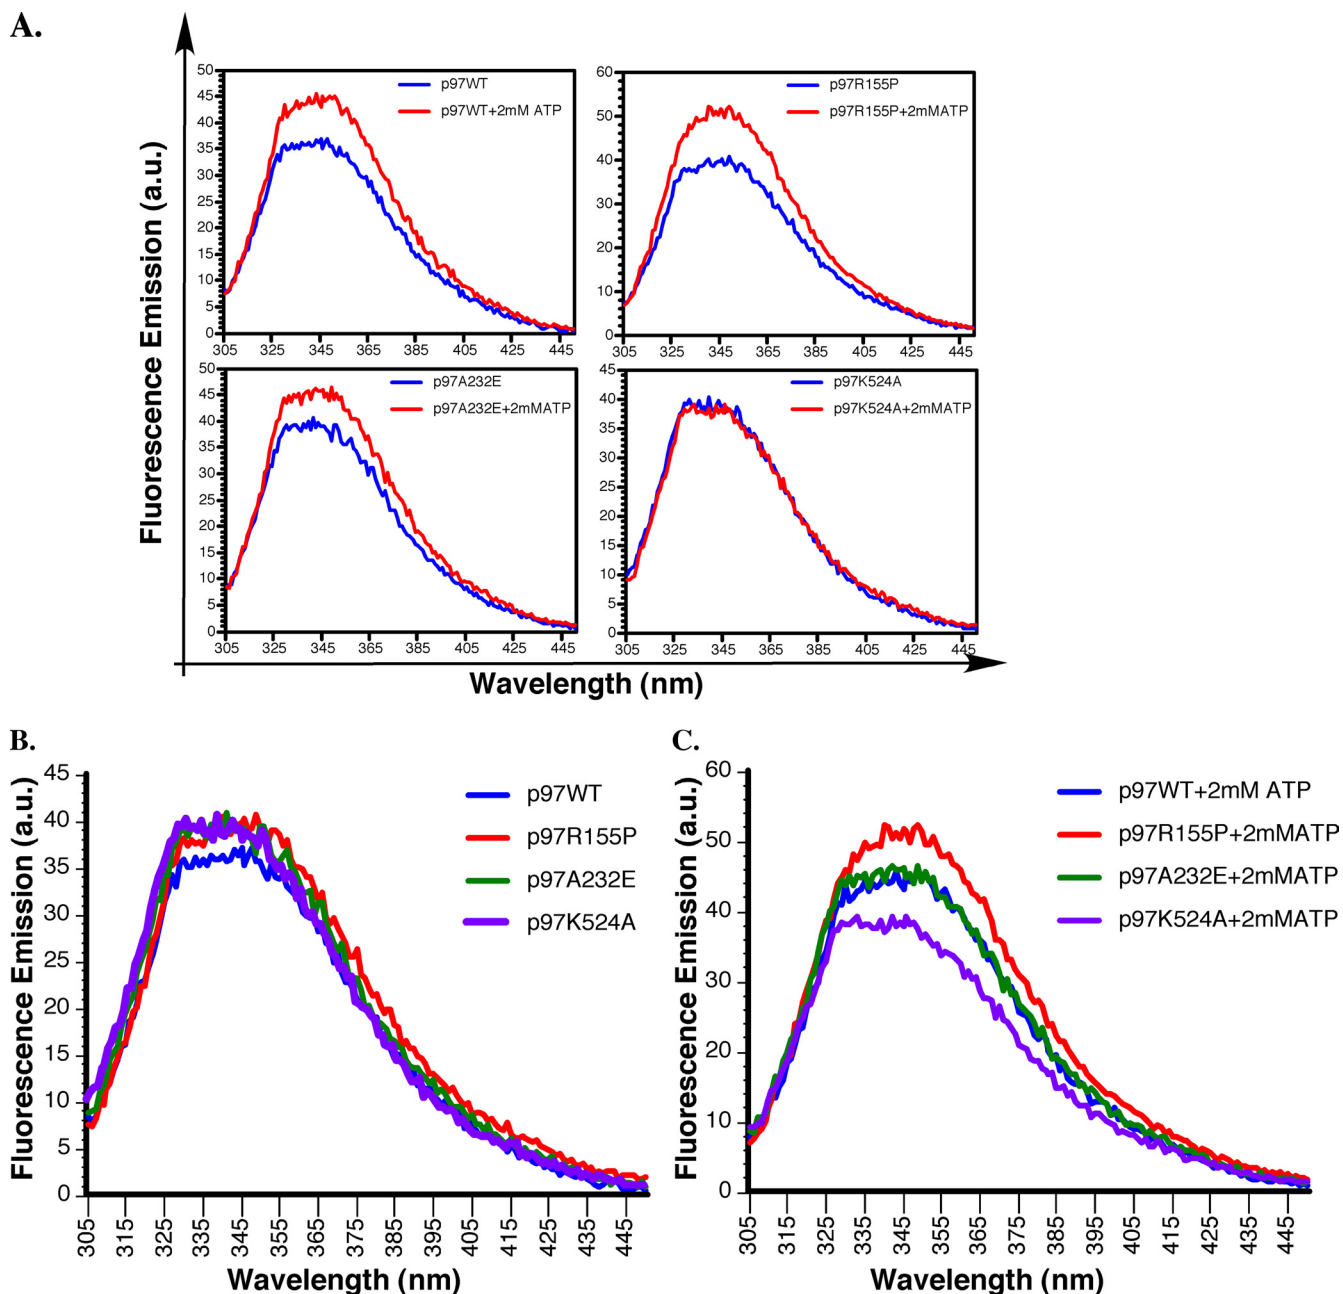 A.
Fluorescence Emission (a.u.)
50
45
40
35
30
25
20
15
10
5
0
p97WT
p97WT+2mM ATP
305 325 345 365 385 405 425 445
60
50
40
30
20
10
0
p97R155P
p97R155P+2mMATP
305 325 345 365 385 405 425 445
50
45
40
35
30
25
20
15
10
5
0
p97A232E
p97A232E+2mMATP
305 325 345 365 385 405 425 445
45
40
35
30
25
20
15
10
5
0
p97K524A
p97K524A+2mMATP
305 325 345 365 385 405 425 445
Wavelength (nm)
B.
Fluorescence Emission (a.u.)
45
40
35
30
25
20
15
10
5
0
p97WT
p97R155P
p97A232E
p97K524A
305 315 325 335 345 355 365 375 385 395 405 415 425 435 445
Wavelength (nm)
C.
Fluorescence Emission (a.u.)
60
50
40
30
20
10
0
p97WT+2mM ATP
p97R155P+2mMATP
p97A232E+2mMATP
p97K524A+2mMATP
305 315 325 335 345 355 365 375 385 395 405 415 425 435 445
Wavelength (nm)